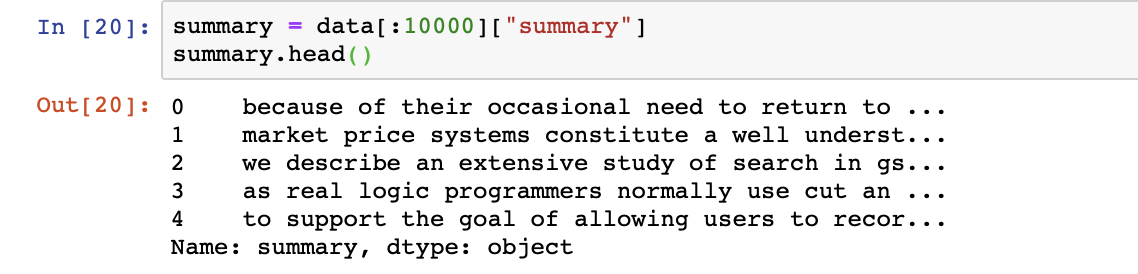 In [20]: summary = data[:10000]["summary"]
summary.head()
Out[20]: 0    because of their occasional need to return to ...
1    market price systems constitute a well underst...
2    we describe an extensive study of search in gs...
3    as real logic programmers normally use cut an ...
4    to support the goal of allowing users to recor...
Name: summary, dtype: object